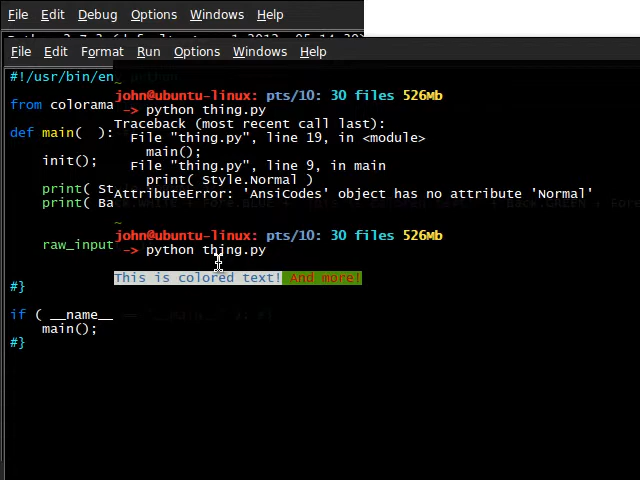 File Edit Debug Options Windows Help
File Edit Format Run Options Windows Help
#!/usr/bin/en
from colorama
def main( ):
init();
print( St
print( Ba
raw_input
#}
if ( __name__
main();
#}
~
john@ubuntu-linux: pts/10: 30 files 526Mb
-> python thing.py
Traceback (most recent call last):
File "thing.py", line 19, in <module>
main();
File "thing.py", line 9, in main
print( Style.Normal )
AttributeError: 'AnsiCodes' object has no attribute 'Normal'
~
john@ubuntu-linux: pts/10: 30 files 526Mb
-> python thing.py
This is colored text! And more!